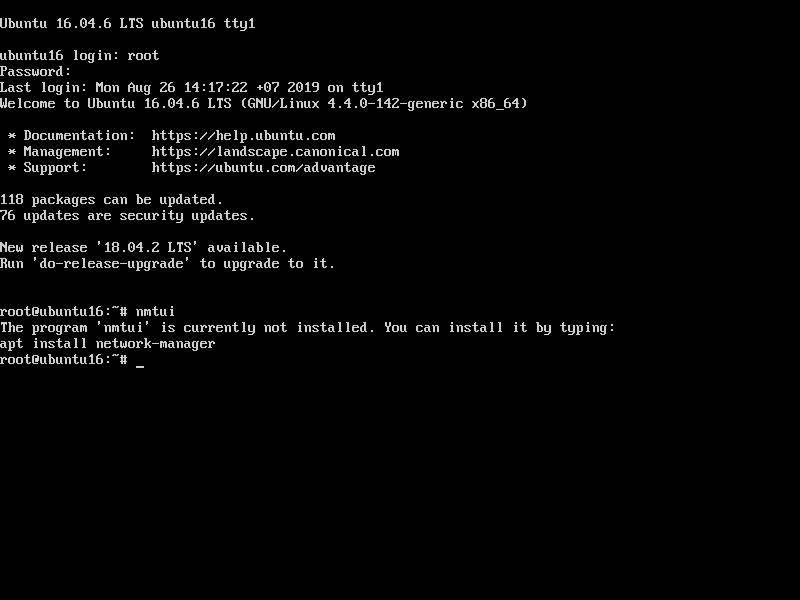 Ubuntu 16.04.6 LTS ubuntu16 tty1
ubuntu16 login: root
Password:
Last login: Mon Aug 26 14:17:22 +07 2019 on tty1
Welcome to Ubuntu 16.04.6 LTS (GNU/Linux 4.4.0-142-generic x86_64)
* Documentation:  https://help.ubuntu.com
* Management:     https://landscape.canonical.com
* Support:        https://ubuntu.com/advantage
118 packages can be updated.
76 updates are security updates.
New release '18.04.2 LTS' available.
Run 'do-release-upgrade' to upgrade to it.
root@ubuntu16:~# nmtui
The program 'nmtui' is currently not installed. You can install it by typing:
apt install network-manager
root@ubuntu16:~# _